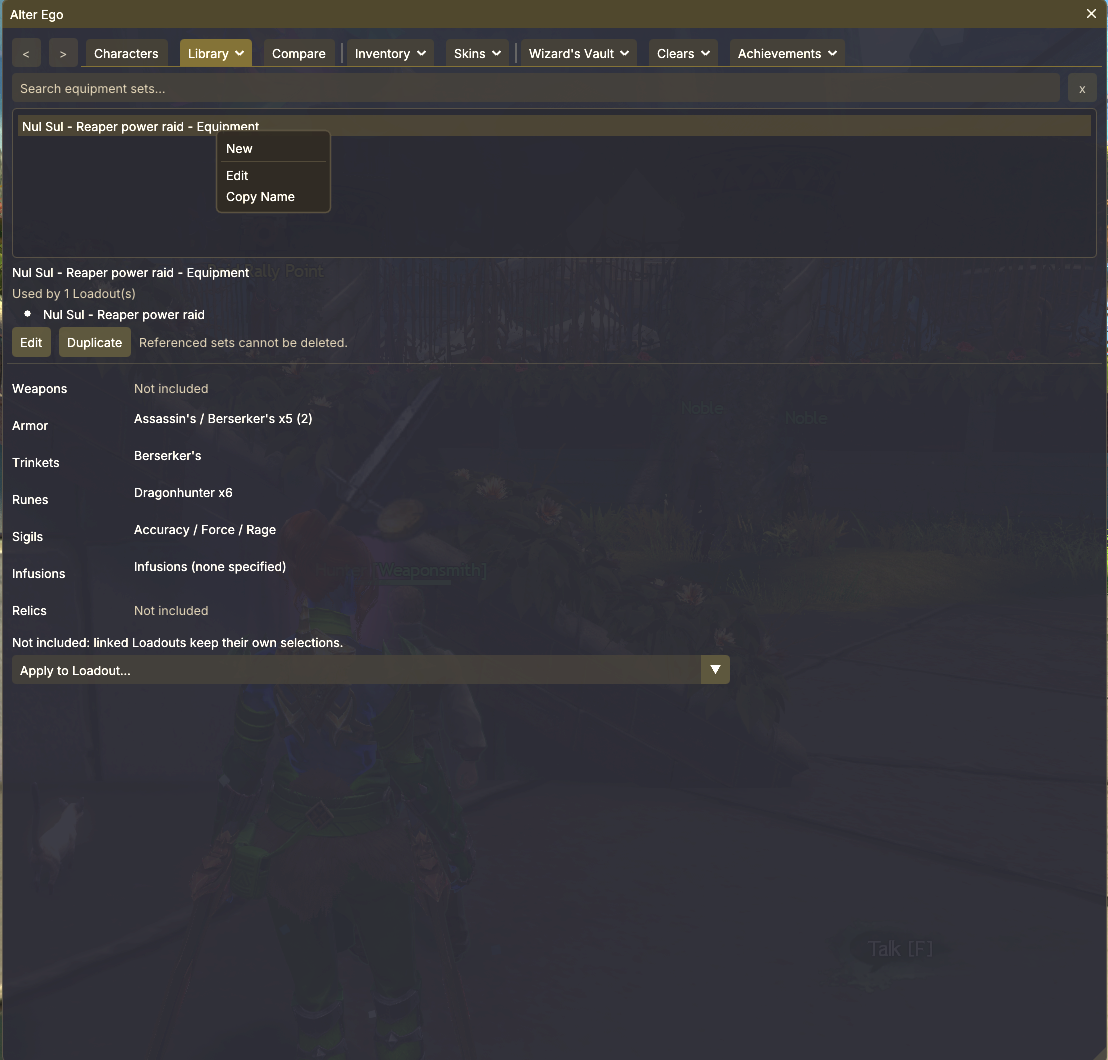 Alter Ego
< > Characters Library Compare Inventory Skins Wizard's Vault Clears Achievements
Search equipment sets... x
Nul Sul - Reaper power raid - Equipment
New
Edit
Copy Name
Nul Sul - Reaper power raid - Equipment
Used by 1 Loadout(s)
Nul Sul - Reaper power raid
Edit Duplicate Referenced sets cannot be deleted.
Weapons Not included
Armor Assassin's / Berserker's x5 (2)
Trinkets Berserker's
Runes Dragonhunter x6
Sigils Accuracy / Force / Rage
Infusions Infusions (none specified)
Relics Not included
Not included: linked Loadouts keep their own selections.
Apply to Loadout...
Point
Noble
Noble
Weaponsmith]
Talk [F]